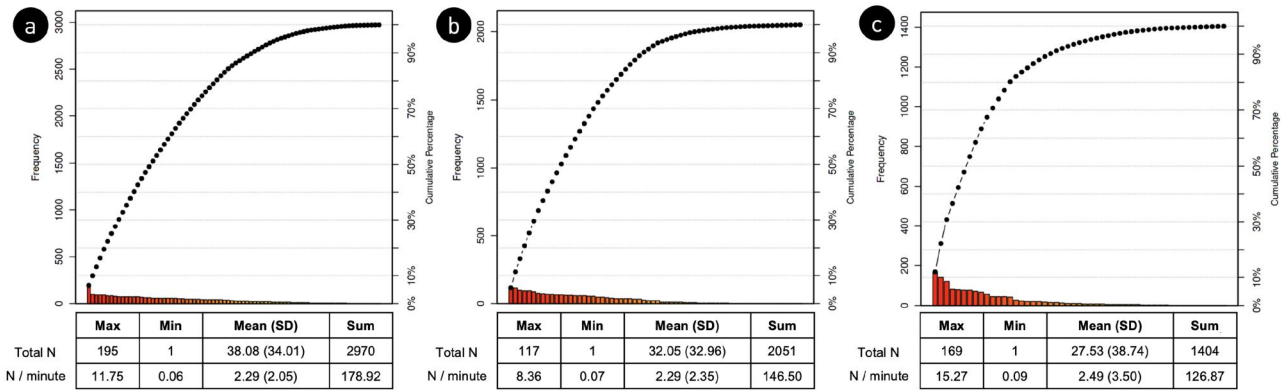 a
Frequency
0
500
1000
1500
2000
2500
3000
0%
10%
30%
50%
70%
90%
Cumulative Percentage
Max Min Mean (SD) Sum
Total N 195 1 38.08 (34.01) 2970
N / minute 11.75 0.06 2.29 (2.05) 178.92
b
Frequency
0
500
1000
1500
2000
0%
10%
30%
50%
70%
90%
Cumulative Percentage
Max Min Mean (SD) Sum
Total N 117 1 32.05 (32.96) 2051
N / minute 8.36 0.07 2.29 (2.35) 146.50
c
Frequency
0
200
400
600
800
1000
1200
1400
0%
10%
30%
50%
70%
90%
Cumulative Percentage
Max Min Mean (SD) Sum
Total N 169 1 27.53 (38.74) 1404
N / minute 15.27 0.09 2.49 (3.50) 126.87